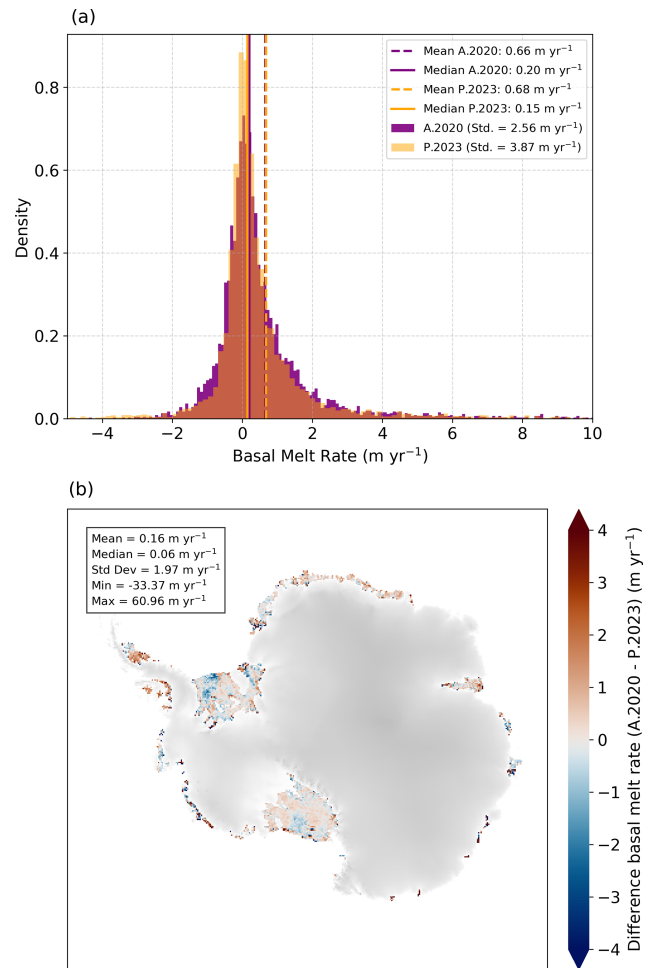 (a)
Mean A.2020: 0.66 m yr⁻¹
Median A.2020: 0.20 m yr⁻¹
Mean P.2023: 0.68 m yr⁻¹
Median P.2023: 0.15 m yr⁻¹
A.2020 (Std. = 2.56 m yr⁻¹)
P.2023 (Std. = 3.87 m yr⁻¹)
0.8
0.6
0.4
0.2
0.0
Density
−4
−2
0
2
4
6
8
10
Basal Melt Rate (m yr⁻¹)
(b)
Mean = 0.16 m yr⁻¹
Median = 0.06 m yr⁻¹
Std Dev = 1.97 m yr⁻¹
Min = -33.37 m yr⁻¹
Max = 60.96 m yr⁻¹
4
3
2
1
0
−1
−2
−3
−4
Difference basal melt rate (A.2020 - P.2023) (m yr⁻¹)